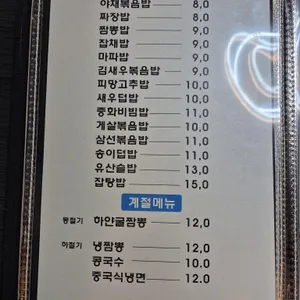 야채볶음밥 8,0
짜장밥 8,0
짬뽕밥 9,0
잡채밥 9,0
마파밥 9,0
김새우볶음밥 9,0
피망고추밥 10,0
새우덮밥 10,0
중화비빔밥 11,0
게살볶음밥 10,0
삼선볶음밥 11,0
송이덮밥 11,0
유산슬밥 13,0
잡탕밥 15,0
계절메뉴
동절기 하얀굴짬뽕 12,0
하절기 냉짬뽕 12,0
콩국수 10.0
중국식냉면 12.0